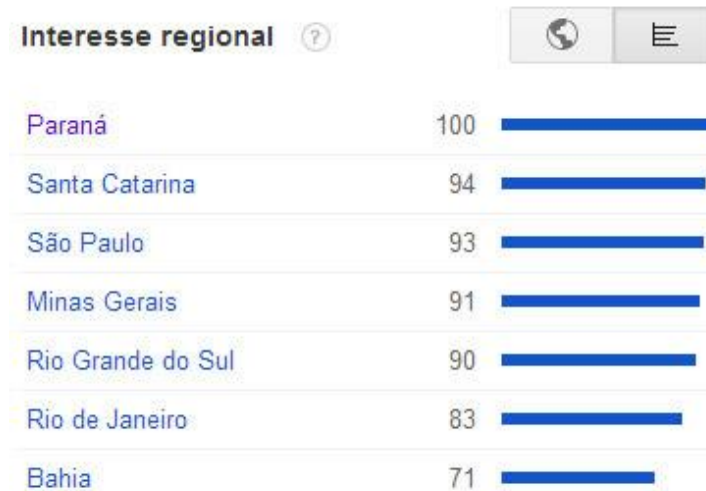 Interesse regional ?
Paraná 100
Santa Catarina 94
São Paulo 93
Minas Gerais 91
Rio Grande do Sul 90
Rio de Janeiro 83
Bahia 71